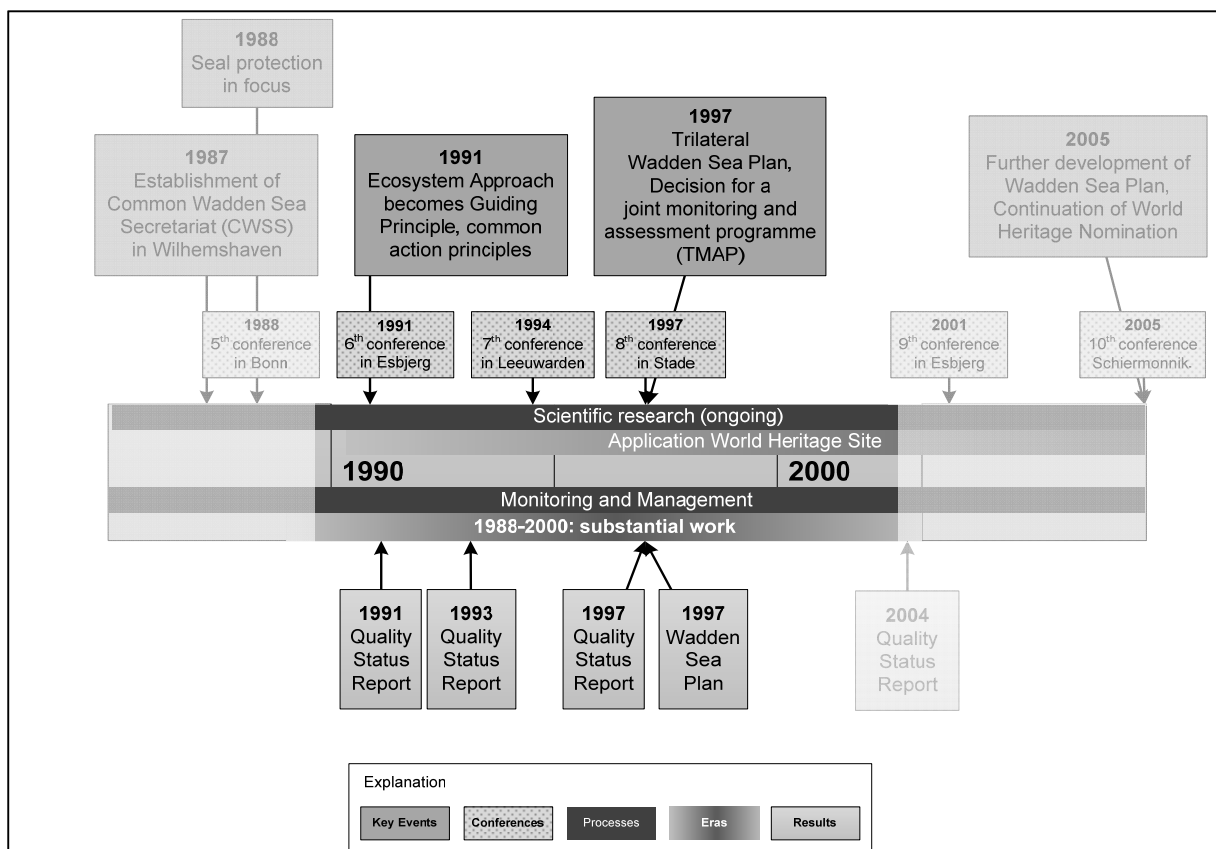 1988
Seal protection
in focus
1987
Establishment of
Common Wadden Sea
Secretariat (CWSS)
in Wilhemshaven
1991
Ecosystem Approach
becomes Guiding
Principle, common
action principles
1997
Trilateral
Wadden Sea Plan,
Decision for a
joint monitoring and
assessment programme
(TMAP)
2005
Further development of
Wadden Sea Plan,
Continuation of World
Heritage Nomination
1988
5th conference
in Bonn
1991
6th conference
in Esbjerg
1994
7th conference
in Leeuwarden
1997
8th conference
in Stade
2001
9th conference
in Esbjerg
2005
10th conference
Schiermonnik.
Scientific research (ongoing)
Application World Heritage Site
1990
2000
Monitoring and Management
1988-2000: substantial work
1991
Quality
Status
Report
1993
Quality
Status
Report
1997
Quality
Status
Report
1997
Wadden
Sea
Plan
2004
Quality
Status
Report
Explanation
Key Events
Conferences
Processes
Eras
Results